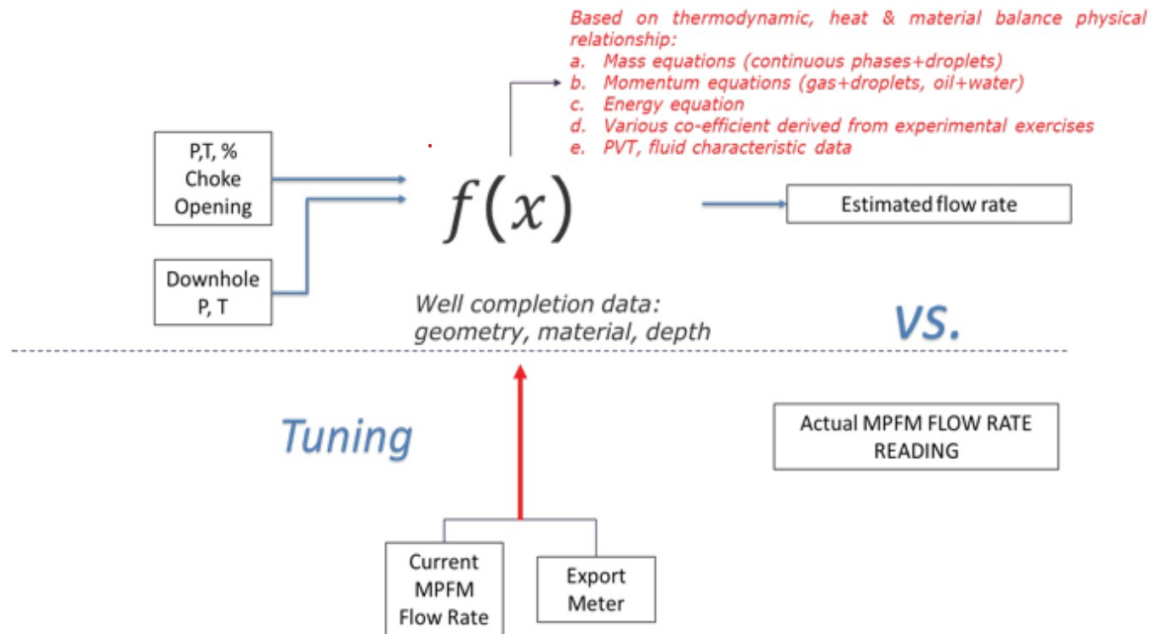 Based on thermodynamic, heat & material balance physical
relationship:
a. Mass equations (continuous phases+droplets)
b. Momentum equations (gas+droplets, oil+water)
c. Energy equation
d. Various co-efficient derived from experimental exercises
e. PVT, fluid characteristic data
P,T, %
Choke
Opening
f(x)
Estimated flow rate
Downhole
P, T
Well completion data:
geometry, material, depth
vs.
Tuning
Actual MPFM FLOW RATE
READING
Current
MPFM
Flow Rate
Export
Meter